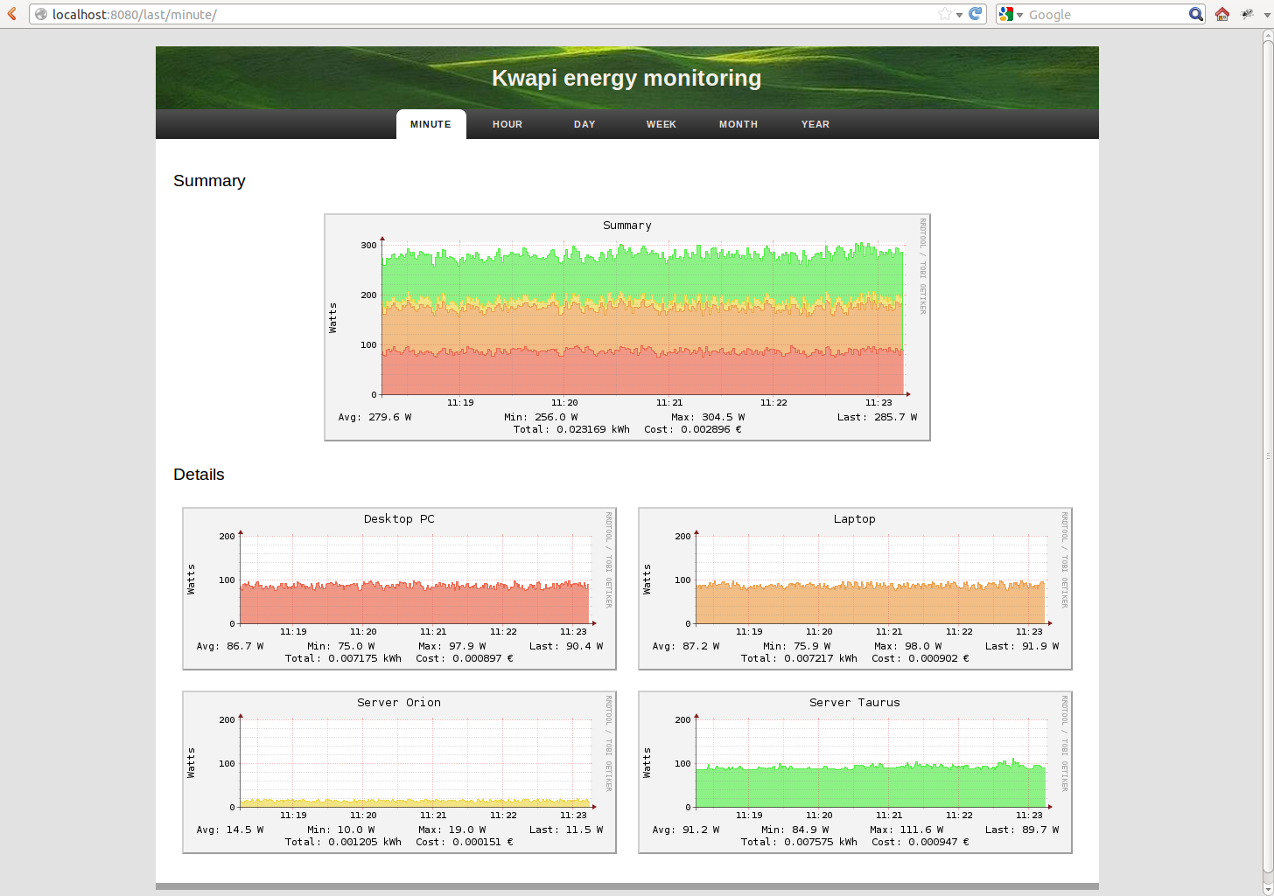 localhost:8080/last/minute/
Google
Kwapi energy monitoring
MINUTE HOUR DAY WEEK MONTH YEAR
Summary
Summary
RRDTOOL / TOBI OETIKER
Watts
300
200
100
0
11:19 11:20 11:21 11:22 11:23
Avg: 279.6 W Min: 256.0 W Max: 304.5 W Last: 285.7 W
Total: 0.023169 kWh Cost: 0.002896 €
Details
Desktop PC
RRDTOOL / TOBI OETIKER
Watts
200
100
0
11:19 11:20 11:21 11:22 11:23
Avg: 86.7 W Min: 75.0 W Max: 97.9 W Last: 90.4 W
Total: 0.007175 kWh Cost: 0.000897 €
Laptop
RRDTOOL / TOBI OETIKER
Watts
200
100
0
11:19 11:20 11:21 11:22 11:23
Avg: 87.2 W Min: 75.9 W Max: 98.0 W Last: 91.9 W
Total: 0.007217 kWh Cost: 0.000902 €
Server Orion
RRDTOOL / TOBI OETIKER
Watts
200
100
0
11:19 11:20 11:21 11:22 11:23
Avg: 14.5 W Min: 10.0 W Max: 19.0 W Last: 11.5 W
Total: 0.001205 kWh Cost: 0.000151 €
Server Taurus
RRDTOOL / TOBI OETIKER
Watts
200
100
0
11:19 11:20 11:21 11:22 11:23
Avg: 91.2 W Min: 84.9 W Max: 111.6 W Last: 89.7 W
Total: 0.007575 kWh Cost: 0.000947 €